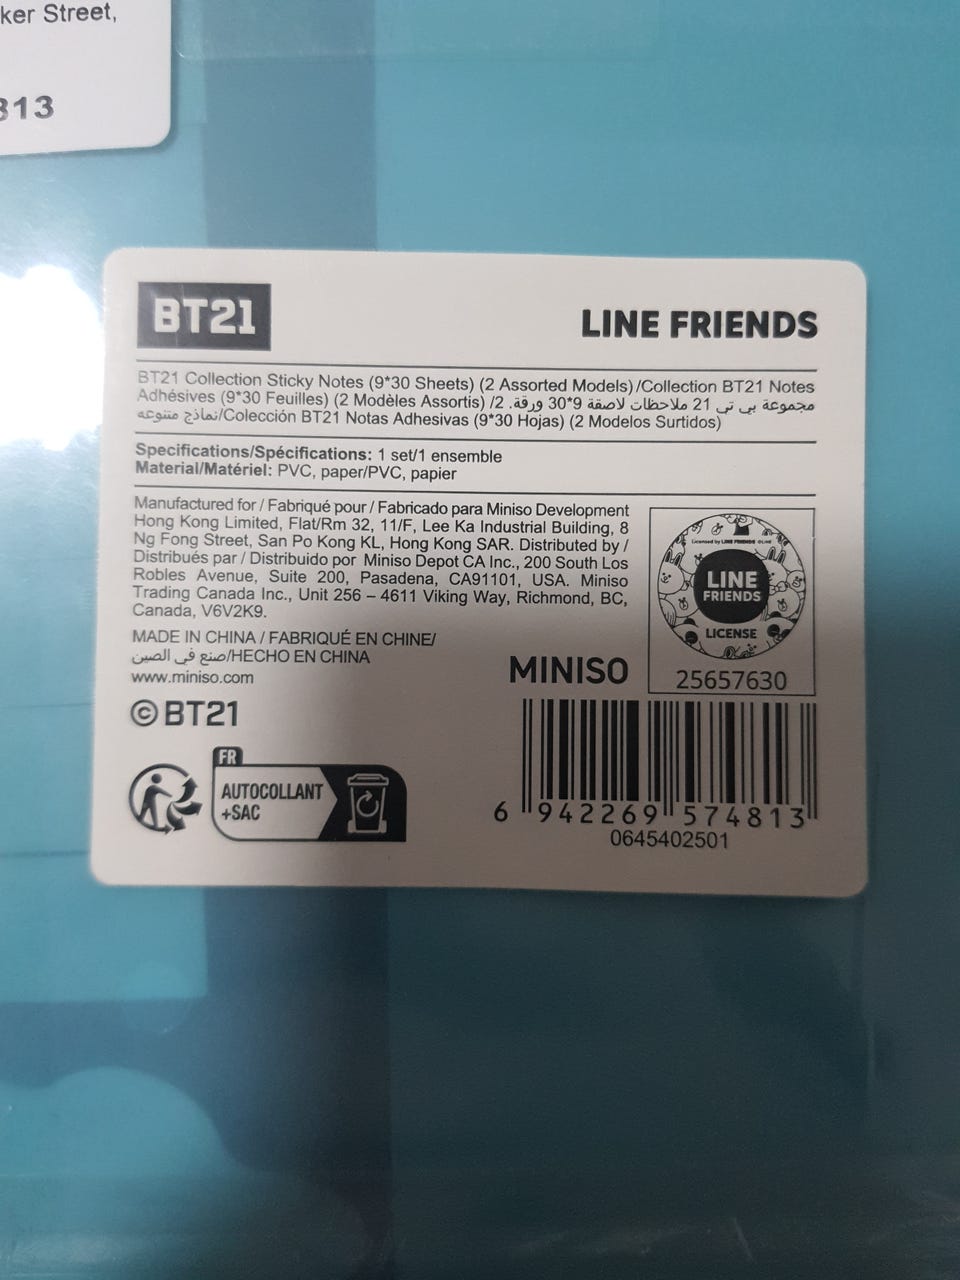 ker Street,
313
BT21
LINE FRIENDS
BT21 Collection Sticky Notes (9*30 Sheets) (2 Assorted Models)/Collection BT21 Notes
Adhésives (9*30 Feuilles) (2 Modèles Assortis) /مجموعة بي تي 21 ملاحظات لاصقة 9*30 ورقة. 2
نماذج متنوعه/Colección BT21 Notas Adhesivas (9*30 Hojas) (2 Modelos Surtidos)
Specifications/Spécifications: 1 set/1 ensemble
Material/Matériel: PVC, paper/PVC, papier
Manufactured for / Fabriqué pour / Fabricado para Miniso Development
Hong Kong Limited, Flat/Rm 32, 11/F, Lee Ka Industrial Building, 8
Ng Fong Street, San Po Kong KL, Hong Kong SAR. Distributed by /
Distribués par / Distribuido por Miniso Depot CA Inc., 200 South Los
Robles Avenue, Suite 200, Pasadena, CA91101, USA. Miniso
Trading Canada Inc., Unit 256 – 4611 Viking Way, Richmond, BC,
Canada, V6V2K9.
MADE IN CHINA / FABRIQUÉ EN CHINE/
صنع في الصين/HECHO EN CHINA
www.miniso.com
©BT21
FR
AUTOCOLLANT
+SAC
Licensed by LINE FRIENDS ©LINE
LINE
FRIENDS
LICENSE
25657630
MINISO
6 942269 574813
0645402501